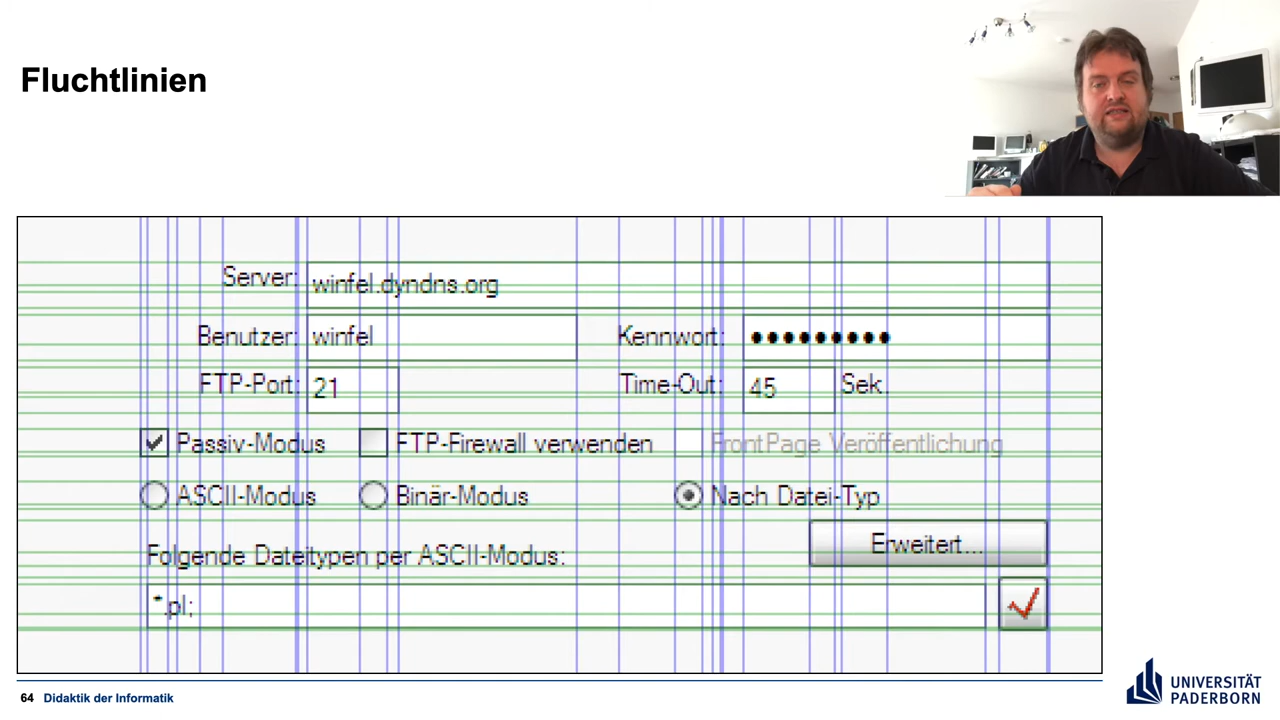 Fluchtlinien
Server: winfel.dyndns.org
Benutzer: winfel Kennwort: ●●●●●●●●●
FTP-Port: 21 Time-Out: 45 Sek.
Passiv-Modus FTP-Firewall verwenden FrontPage Veröffentlichung
ASCII-Modus Binär-Modus Nach Datei-Typ
Erweitert...
Folgende Dateitypen per ASCII-Modus:
*.pl;
64 Didaktik der Informatik
UNIVERSITÄT
PADERBORN